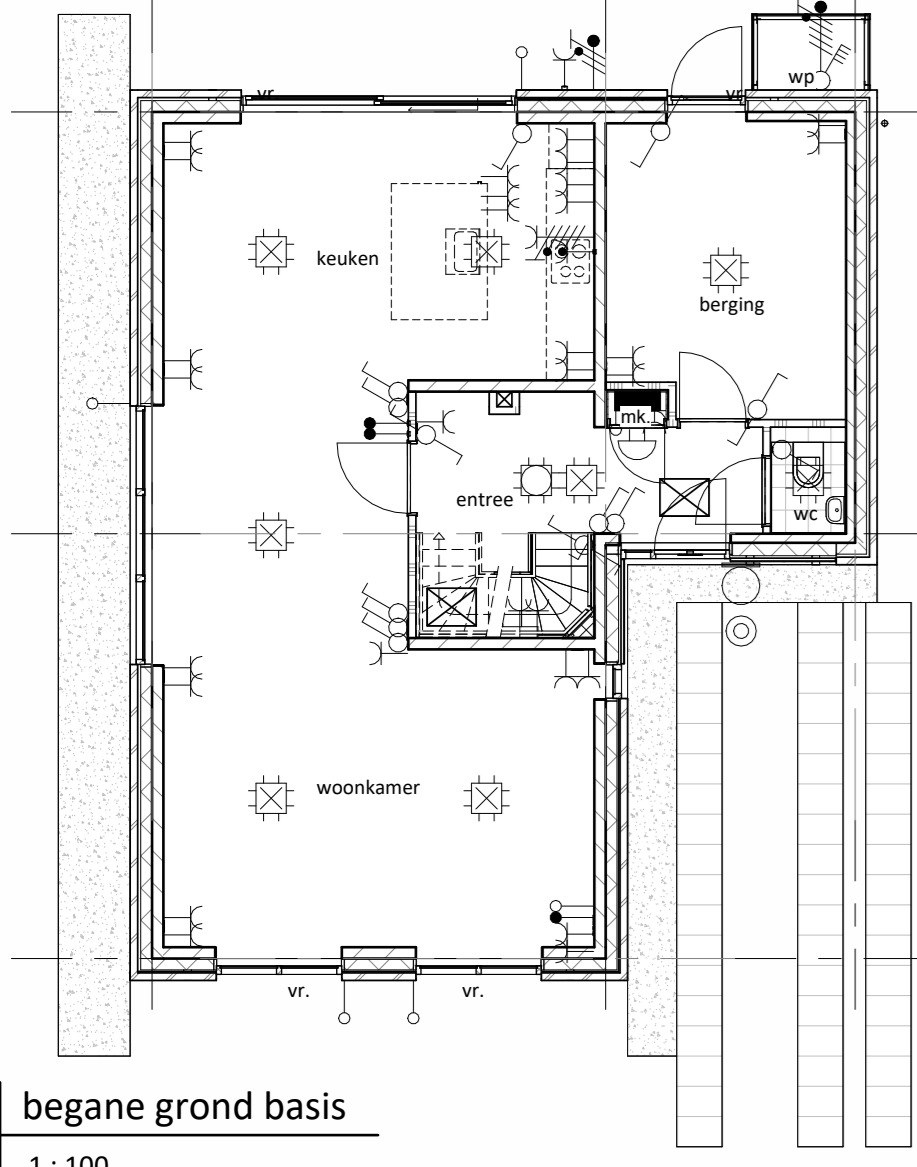 wp
vr.
vr.
keuken
berging
mk.
entree
wc
woonkamer
vr.
vr.
begane grond basis
1 : 100